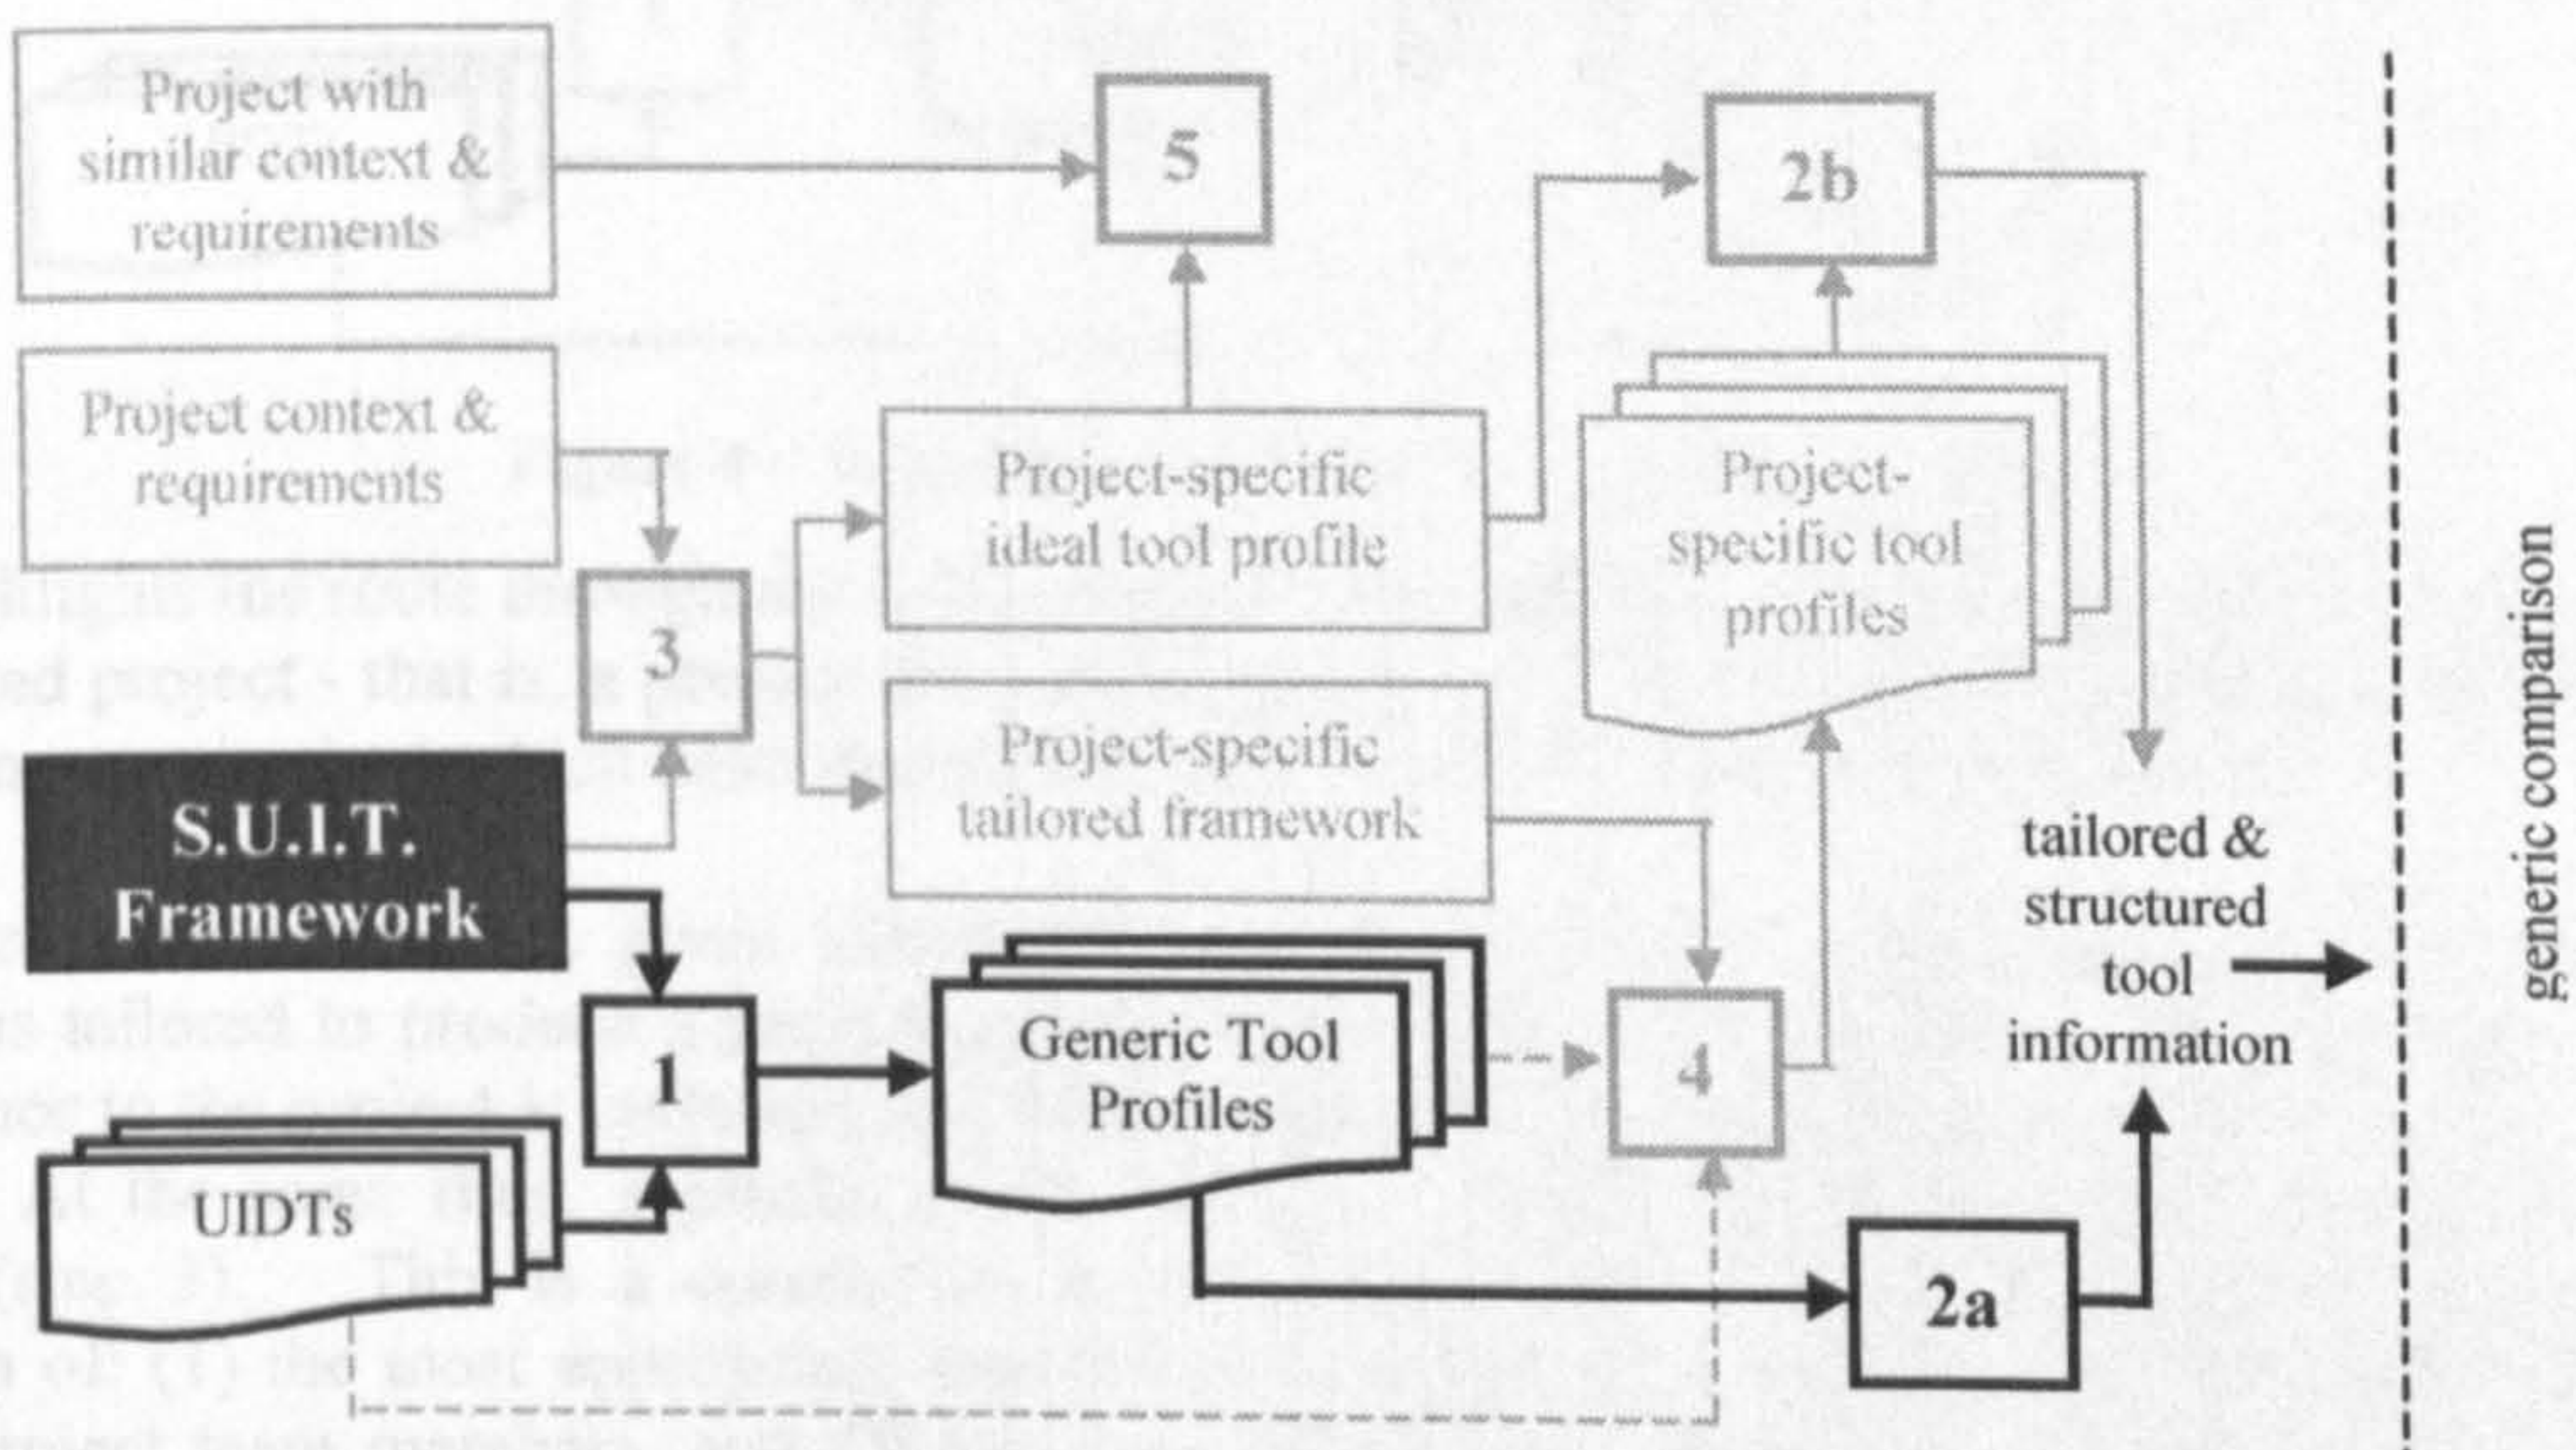 Project with
similar context &
requirements
5
2b
Project context &
requirements
3
Project-specific
ideal tool profile
Project-
specific tool
profiles
Project-specific
tailored framework
S.U.I.T.
Framework
1
UIDTs
Generic Tool
Profiles
4
2a
tailored &
structured
tool
information
generic comparison